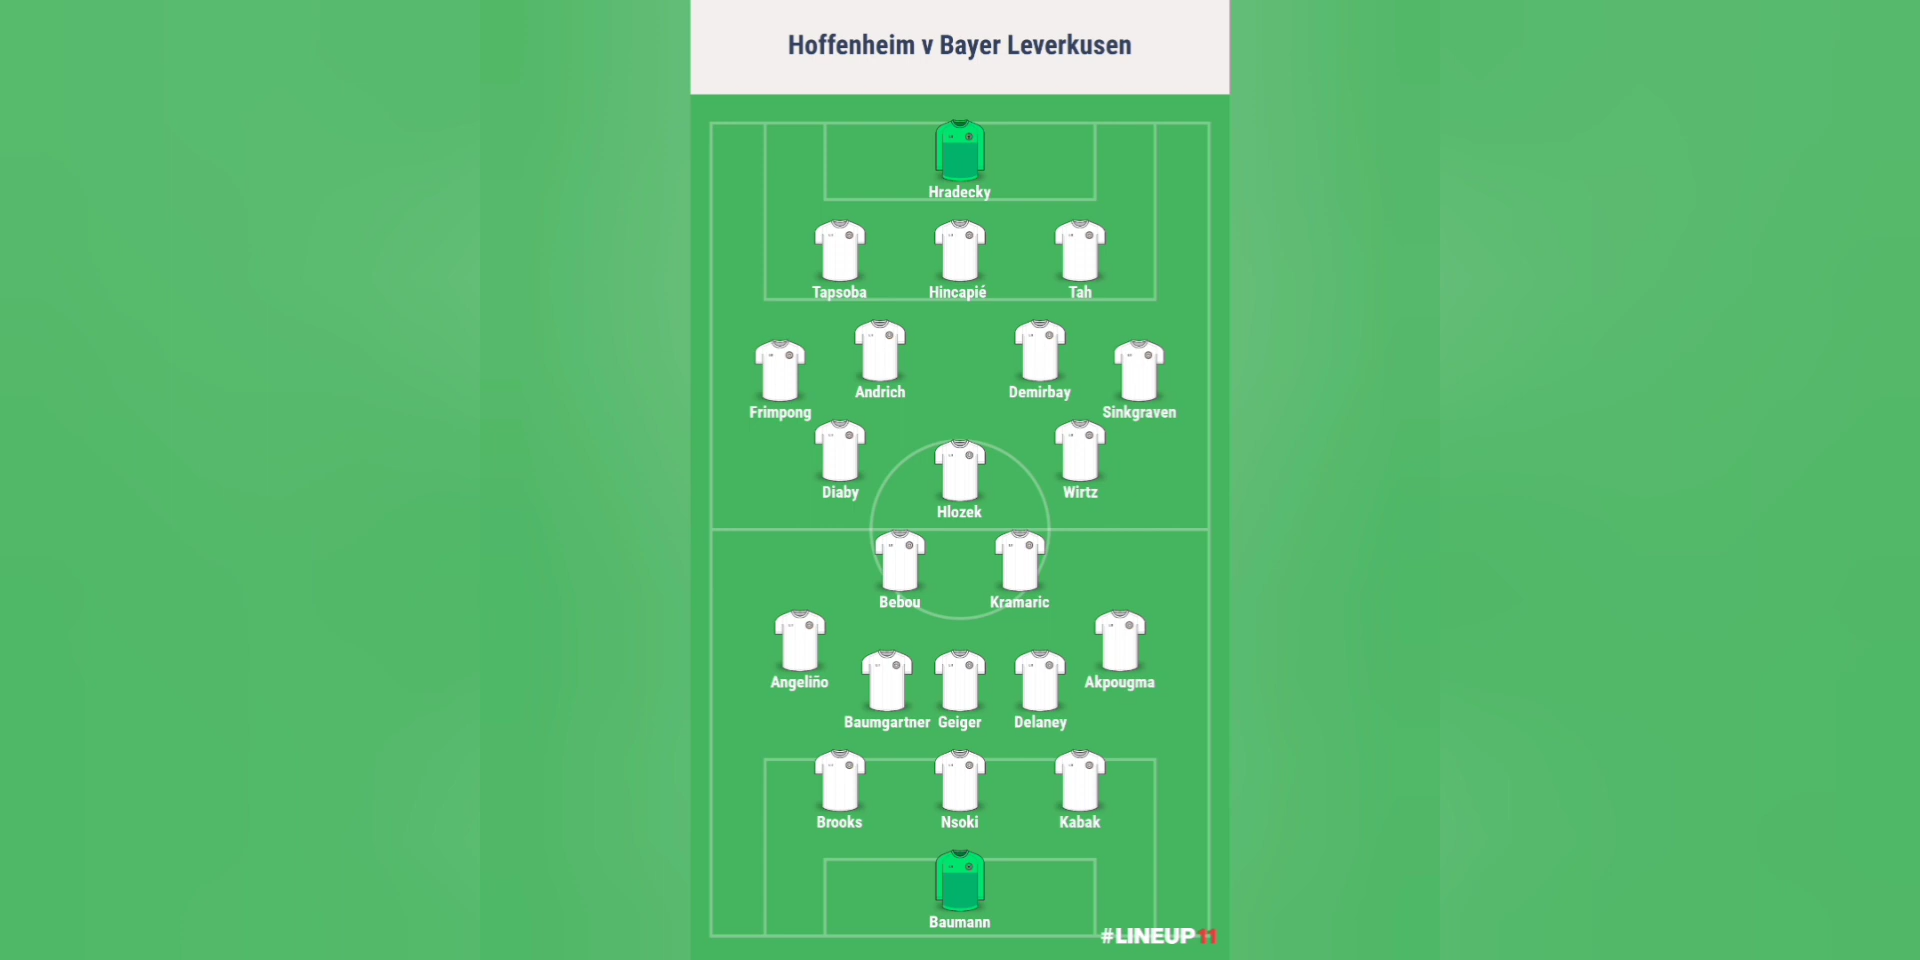 Hoffenheim v Bayer Leverkusen
Hradecky
Tapsoba Hincapié Tah
Andrich Demirbay
Frimpong Sinkgraven
Diaby Wirtz
Hlozek
Bebou Kramaric
Angeliño Akpougma
Baumgartner Geiger Delaney
Brooks Nsoki Kabak
Baumann
#LINEUP11